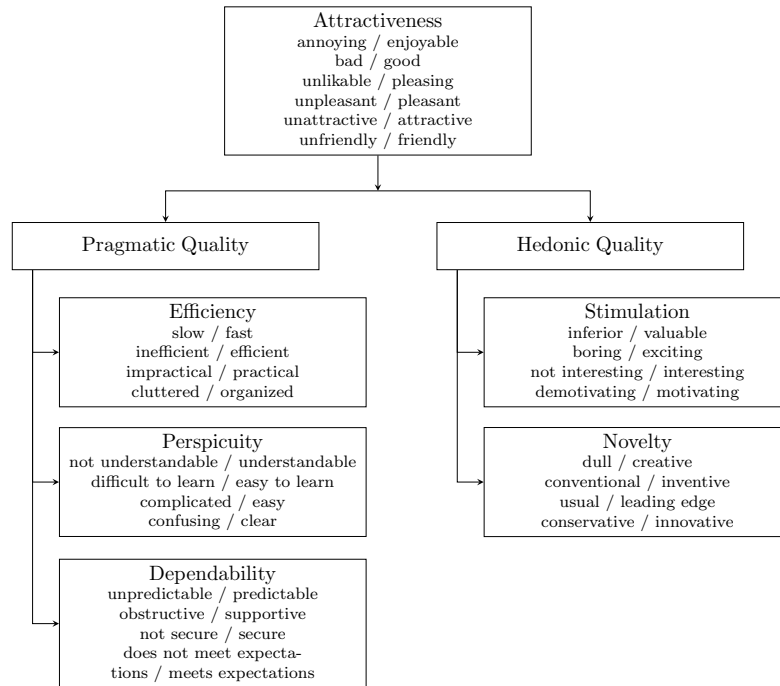 Attractiveness
annoying / enjoyable
bad / good
unlikable / pleasing
unpleasant / pleasant
unattractive / attractive
unfriendly / friendly
Pragmatic Quality
Efficiency
slow / fast
inefficient / efficient
impractical / practical
cluttered / organized
Perspicuity
not understandable / understandable
difficult to learn / easy to learn
complicated / easy
confusing / clear
Dependability
unpredictable / predictable
obstructive / supportive
not secure / secure
does not meet expecta-
tions / meets expectations
Hedonic Quality
Stimulation
inferior / valuable
boring / exciting
not interesting / interesting
demotivating / motivating
Novelty
dull / creative
conventional / inventive
usual / leading edge
conservative / innovative